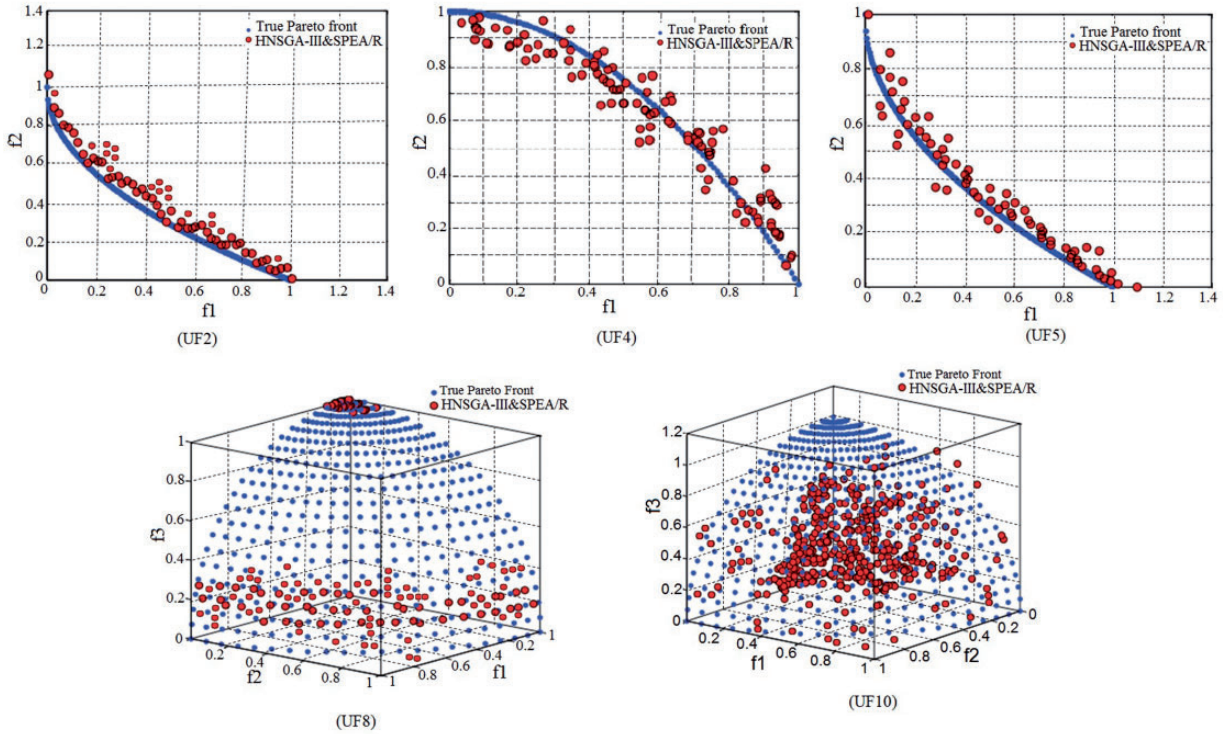 True Pareto front
HNSGA-III&SPEA/R
1.4
1.2
1
0.8
0.6
0.4
0.2
0
f2
0 0.2 0.4 0.6 0.8 1.0 1.2 1.4
f1
(UF2)
True Pareto front
HNSGA-III&SPEA/R
1
0.8
0.6
0.4
0.2
0
f2
0 0.2 0.4 0.6 0.8 1
f1
(UF4)
True Pareto front
HNSGA-III&SPEA/R
1
0.8
0.6
0.4
0.2
0
f2
0 0.2 0.4 0.6 0.8 1.0 1.2 1.4
f1
(UF5)
True Pareto Front
HNSGA-III&SPEA/R
1
0.8
0.6
0.4
0.2
0
f3
0.2 0.4 0.6 0.8 1
f2
1 0.8 0.6 0.4 0.2 1
f1
(UF8)
True Pareto Front
HNSGA-III&SPEA/R
1.2
1
0.8
0.6
0.4
0.2
0
f3
0.2 0.4 0.6 0.8 1
f1
1 0.8 0.6 0.4 0.2 0
f2
(UF10)